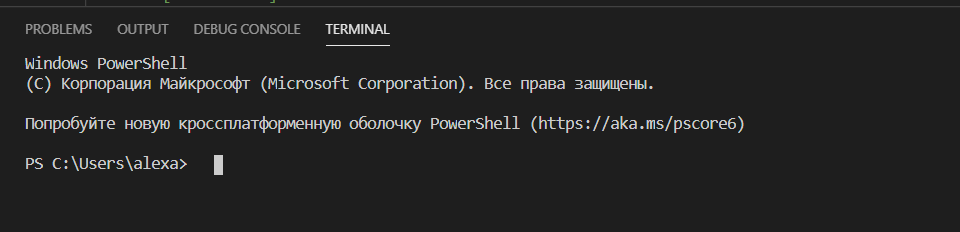 PROBLEMS OUTPUT DEBUG CONSOLE TERMINAL
Windows PowerShell
(C) Корпорация Майкрософт (Microsoft Corporation). Все права защищены.
Попробуйте новую кроссплатформенную оболочку PowerShell (https://aka.ms/pscore6)
PS C:\Users\alexa>